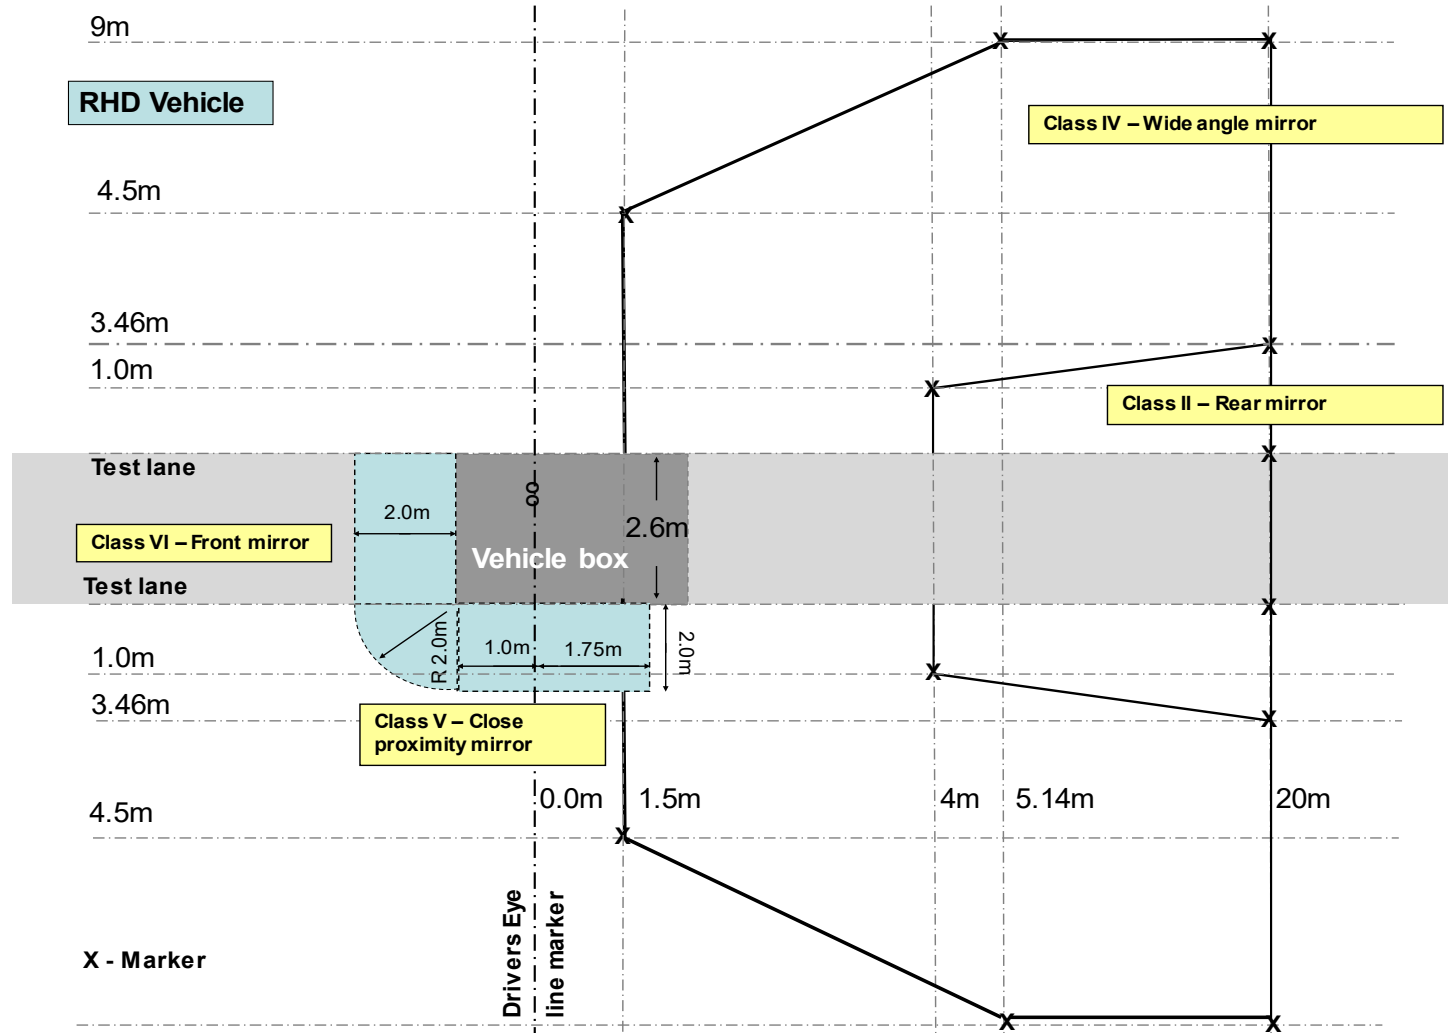 9m
RHD Vehicle
Class IV – Wide angle mirror
4.5m
3.46m
1.0m
Class II – Rear mirror
Test lane
2.0m
2.6m
Class VI – Front mirror
Vehicle box
Test lane
R 2.0m
1.0m
1.75m
2.0m
1.0m
3.46m
Class V – Close
proximity mirror
0.0m
1.5m
4m
5.14m
20m
4.5m
Drivers Eye
line marker
X - Marker